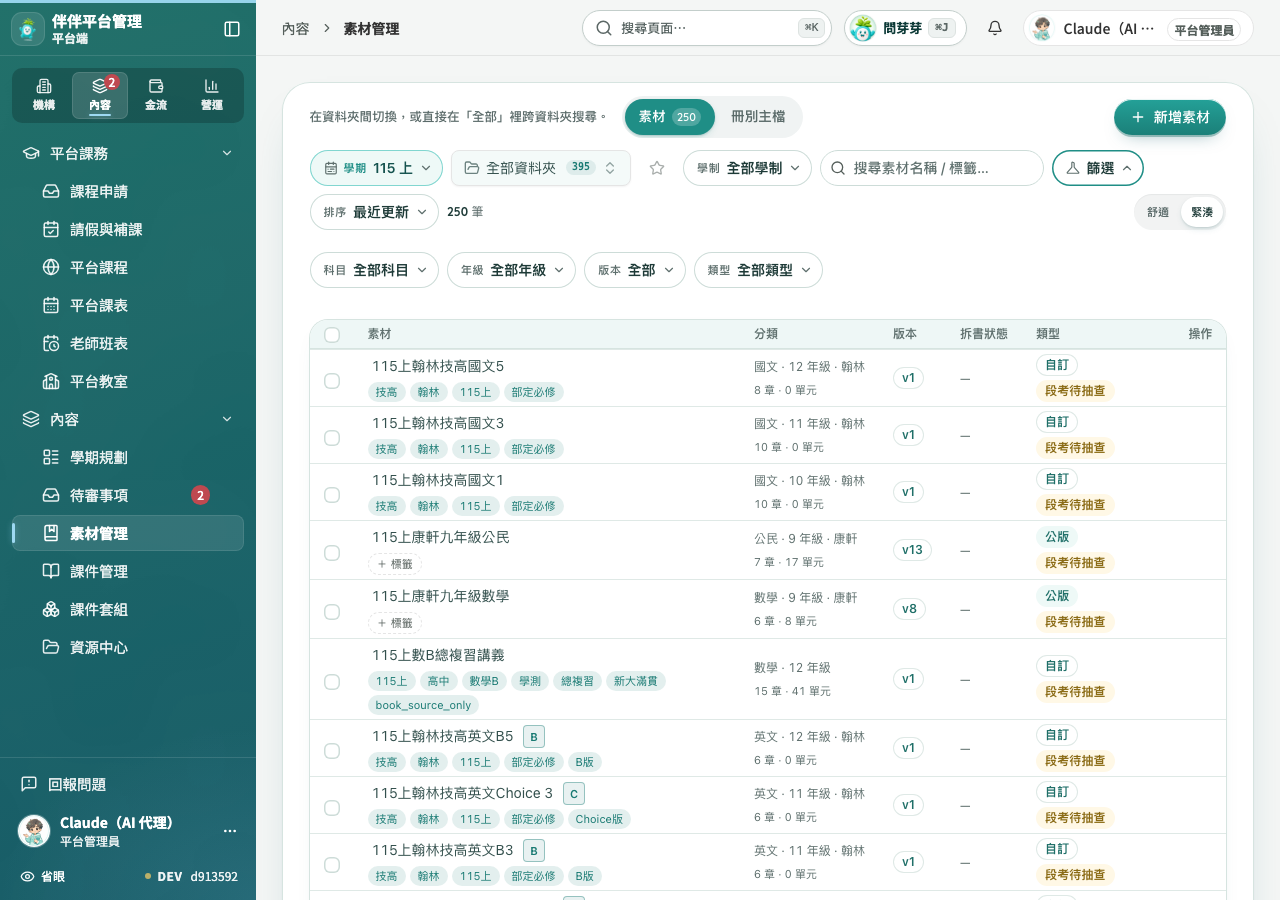 伴伴平台管理
平台端
機構
內容
2
金流
營運
平台課務
課程申請
請假與補課
平台課程
平台課表
老師班表
平台教室
內容
學期規劃
待審事項 2
素材管理
課件管理
課件套組
資源中心
回報問題
Claude（AI 代理）
平台管理員
省眼 DEV d913592
內容 > 素材管理
搜尋頁面… ⌘K
問芽芽 ⌘J
Claude（AI … 平台管理員
在資料夾間切換，或直接在「全部」裡跨資料夾搜尋。
素材 250 冊別主檔
+ 新增素材
學期 115 上
全部資料夾 395
學制 全部學制
搜尋素材名稱 / 標籤...
篩選
排序 最近更新 250 筆
舒適 緊湊
科目 全部科目
年級 全部年級
版本 全部
類型 全部類型
素材 分類 版本 拆書狀態 類型 操作
115上翰林技高國文5
技高 翰林 115上 部定必修
國文 · 12 年級 · 翰林
8 章 · 0 單元
v1 — 自訂
段考待抽查
115上翰林技高國文3
技高 翰林 115上 部定必修
國文 · 11 年級 · 翰林
10 章 · 0 單元
v1 — 自訂
段考待抽查
115上翰林技高國文1
技高 翰林 115上 部定必修
國文 · 10 年級 · 翰林
10 章 · 0 單元
v1 — 自訂
段考待抽查
115上康軒九年級公民
+ 標籤
公民 · 9 年級 · 康軒
7 章 · 17 單元
v13 — 公版
段考待抽查
115上康軒九年級數學
+ 標籤
數學 · 9 年級 · 康軒
6 章 · 8 單元
v8 — 公版
段考待抽查
115上數B總複習講義
115上 高中 數學B 學測 總複習 新大滿貫
book_source_only
數學 · 12 年級
15 章 · 41 單元
v1 — 自訂
段考待抽查
115上翰林技高英文B5 B
技高 翰林 115上 部定必修 B版
英文 · 12 年級 · 翰林
6 章 · 0 單元
v1 — 自訂
段考待抽查
115上翰林技高英文Choice 3 C
技高 翰林 115上 部定必修 Choice版
英文 · 11 年級 · 翰林
6 章 · 0 單元
v1 — 自訂
段考待抽查
115上翰林技高英文B3 B
技高 翰林 115上 部定必修 B版
英文 · 11 年級 · 翰林
6 章 · 0 單元
v1 — 自訂
段考待抽查